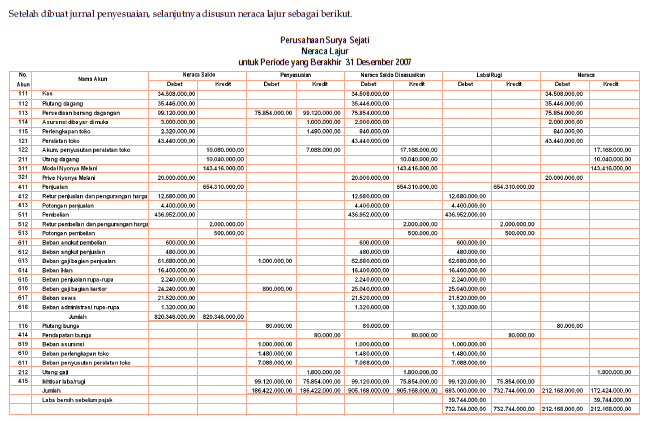 Setelah dibuat jurnal penyesuaian, selanjutnya disusun neraca lajur sebagai berikut.
Perusahaan Surya Sejati
Neraca Lajur
untuk Periode yang Berakhir 31 Desember 2007
No. Akun Nama Akun Neraca Saldo Penyesuaian Neraca Saldo Disesuaikan Laba/Rugi Neraca
Debet Kredit Debet Kredit Debet Kredit Debet Kredit Debet Kredit
111 Kas 34.508.000,00 34.508.000,00 34.508.000,00
112 Piutang dagang 35.446.000,00 35.446.000,00 35.446.000,00
113 Persediaan barang dagangan 99.120.000,00 75.854.000,00 99.120.000,00 75.854.000,00 75.854.000,00
114 Asuransi dibayar di muka 3.000.000,00 1.000.000,00 2.000.000,00 2.000.000,00
115 Perlengkapan toko 2.320.000,00 1.480.000,00 840.000,00 840.000,00
121 Peralatan toko 43.440.000,00 43.440.000,00 43.440.000,00
122 Akum. penyusutan peralatan toko 10.080.000,00 7.088.000,00 17.168.000,00 17.168.000,00
211 Utang dagang 10.040.000,00 10.040.000,00 10.040.000,00
311 Modal Nyonya Melani 143.416.000,00 143.416.000,00 143.416.000,00
321 Prive Nyonya Melani 20.000.000,00 20.000.000,00 20.000.000,00
411 Penjualan 654.310.000,00 654.310.000,00 654.310.000,00
412 Retur penjualan dan pengurangan harga 12.680.000,00 12.680.000,00 12.680.000,00
413 Potongan penjualan 4.400.000,00 4.400.000,00 4.400.000,00
511 Pembelian 436.952.000,00 436.952.000,00 436.952.000,00
512 Retur pembelian dan pengurangan harga 2.000.000,00 2.000.000,00 2.000.000,00
513 Potongan pembelian 500.000,00 500.000,00 500.000,00
611 Beban angkut pembelian 600.000,00 600.000,00 600.000,00
612 Beban angkut penjualan 480.000,00 480.000,00 480.000,00
613 Beban gaji bagian penjualan 61.680.000,00 1.000.000,00 62.680.000,00 62.680.000,00
614 Beban iklan 16.400.000,00 16.400.000,00 16.400.000,00
615 Beban penjualan rupa-rupa 2.240.000,00 2.240.000,00 2.240.000,00
616 Beban gaji bagian kantor 24.240.000,00 800.000,00 25.040.000,00 25.040.000,00
617 Beban sewa 21.520.000,00 21.520.000,00 21.520.000,00
618 Beban administrasi rupa-rupa 1.320.000,00 1.320.000,00 1.320.000,00
Jumlah 820.346.000,00 820.346.000,00
116 Piutang bunga 80.000,00 80.000,00 80.000,00
414 Pendapatan bunga 80.000,00 80.000,00 80.000,00
619 Beban asuransi 1.000.000,00 1.000.000,00 1.000.000,00
610 Beban perlengkapan toko 1.480.000,00 1.480.000,00 1.480.000,00
611 Beban penyusutan peralatan toko 7.088.000,00 7.088.000,00 7.088.000,00
212 Utang gaji 1.800.000,00 1.800.000,00 1.800.000,00
415 Ikhtisar laba/rugi 99.120.000,00 75.854.000,00 99.120.000,00 75.854.000,00 99.120.000,00 75.854.000,00
Jumlah 186.422.000,00 186.422.000,00 905.168.000,00 905.168.000,00 693.000.000,00 732.744.000,00 212.168.000,00 172.424.000,00
Laba bersih sebelum pajak 39.744.000,00 39.744.000,00
732.744.000,00 732.744.000,00 212.168.000,00 212.168.000,00